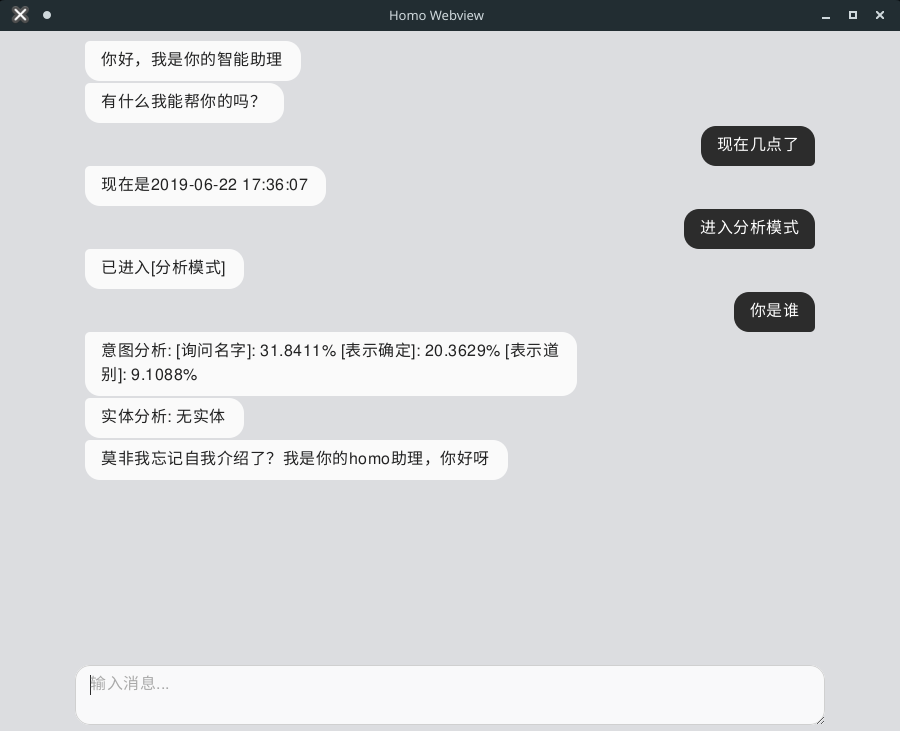 Homo Webview
你好，我是你的智能助理
有什么我能帮你的吗？
现在几点了
现在是2019-06-22 17:36:07
进入分析模式
已进入[分析模式]
你是谁
意图分析: [询问名字]: 31.8411% [表示确定]: 20.3629% [表示道
别]: 9.1088%
实体分析: 无实体
莫非我忘记自我介绍了？我是你的homo助理，你好呀
输入消息...